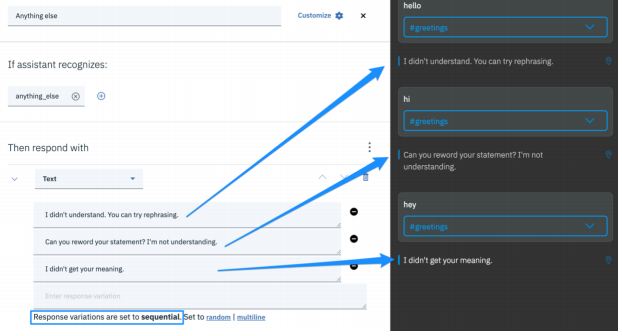 Anything else
Customize
If assistant recognizes:
anything_else
Then respond with
Text
I didn't understand. You can try rephrasing.
Can you reword your statement? I'm not understanding.
I didn't get your meaning.
Enter response variation
Response variations are set to sequential. Set to random | multiline
hello
#greetings
I didn't understand. You can try rephrasing.
hi
#greetings
Can you reword your statement? I'm not
understanding.
hey
#greetings
I didn't get your meaning.